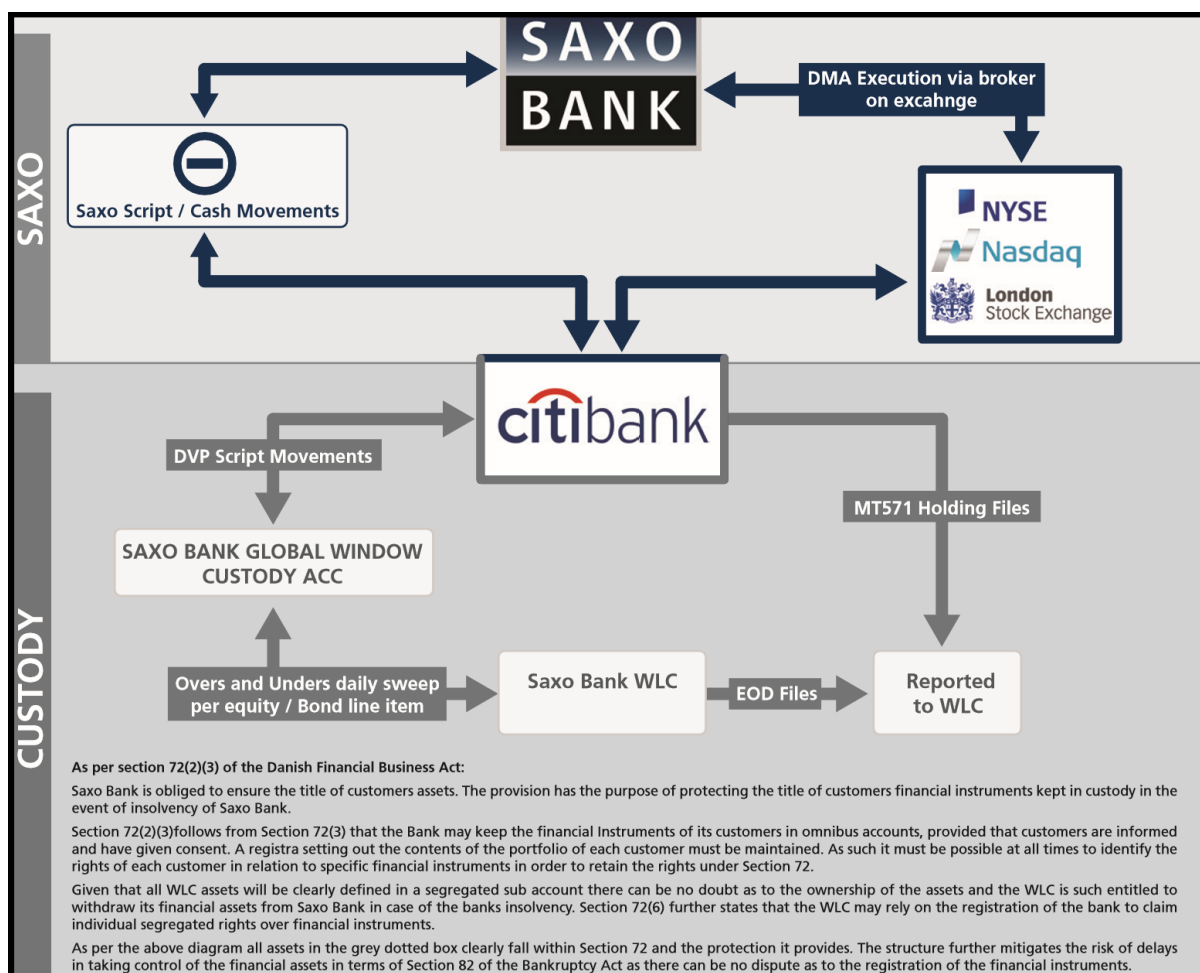 SAXO
BANK
DMA Execution via broker
on excahnge
SAXO
Saxo Script / Cash Movements
NYSE
Nasdaq
London
Stock Exchange
citibank
DVP Script Movements
MT571 Holding Files
SAXO BANK GLOBAL WINDOW
CUSTODY ACC
CUSTODY
Overs and Unders daily sweep
per equity / Bond line item
Saxo Bank WLC
EOD Files
Reported
to WLC
As per section 72(2)(3) of the Danish Financial Business Act:
Saxo Bank is obliged to ensure the title of customers assets. The provision has the purpose of protecting the title of customers financial instruments kept in custody in the
event of insolvency of Saxo Bank.
Section 72(2)(3)follows from Section 72(3) that the Bank may keep the financial Instruments of its customers in omnibus accounts, provided that customers are informed
and have given consent. A registra setting out the contents of the portfolio of each customer must be maintained. As such it must be possible at all times to identify the
rights of each customer in relation to specific financial instruments in order to retain the rights under Section 72.
Given that all WLC assets will be clearly defined in a segregated sub account there can be no doubt as to the ownership of the assets and the WLC is such entitled to
withdraw its financial assets from Saxo Bank in case of the banks insolvency. Section 72(6) further states that the WLC may rely on the registration of the bank to claim
individual segregated rights over financial instruments.
As per the above diagram all assets in the grey dotted box clearly fall within Section 72 and the protection it provides. The structure further mitigates the risk of delays
in taking control of the financial assets in terms of Section 82 of the Bankruptcy Act as there can be no dispute as to the registration of the financial instruments.